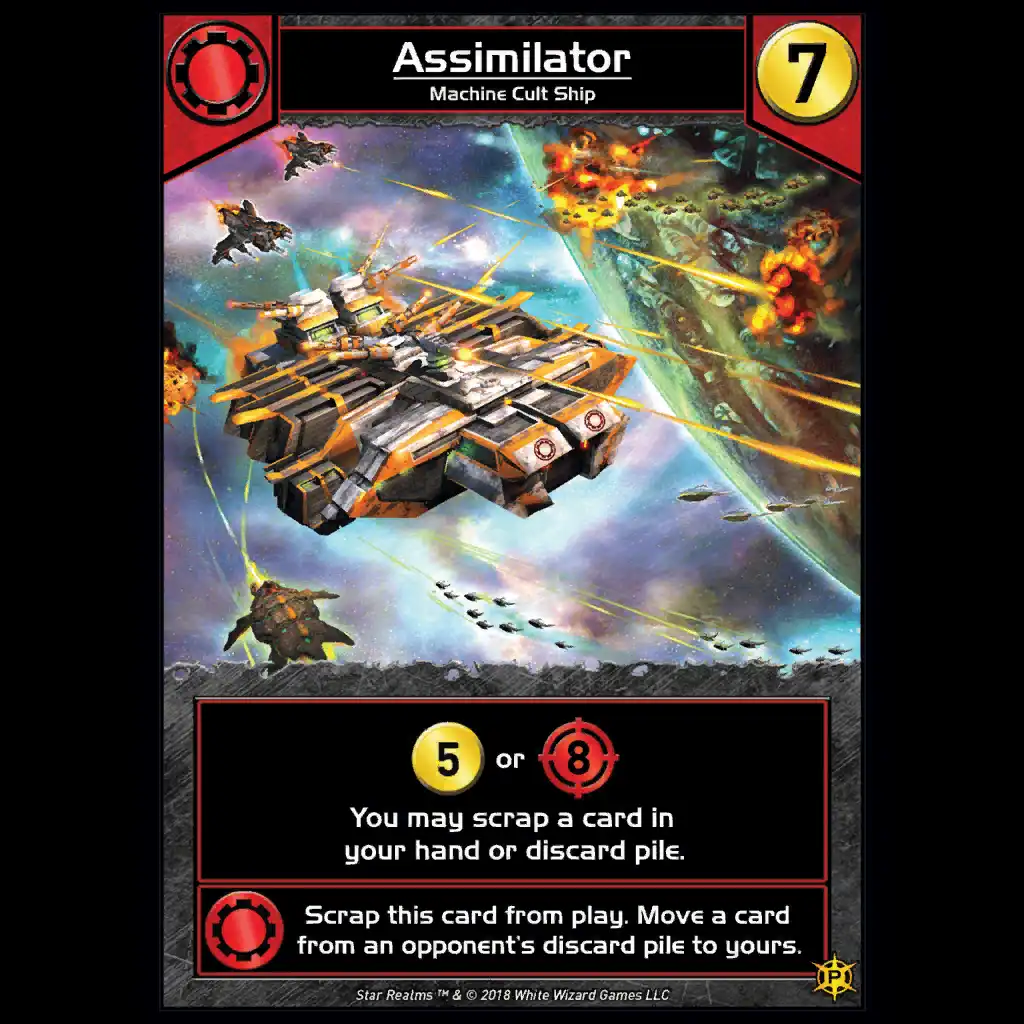 Assimilator
7
Machine Cult Ship
5 or 8
You may scrap a card in
your hand or discard pile.
Scrap this card from play. Move a card
from an opponent's discard pile to yours.
P
Star Realms ™ & © 2018 White Wizard Games LLC